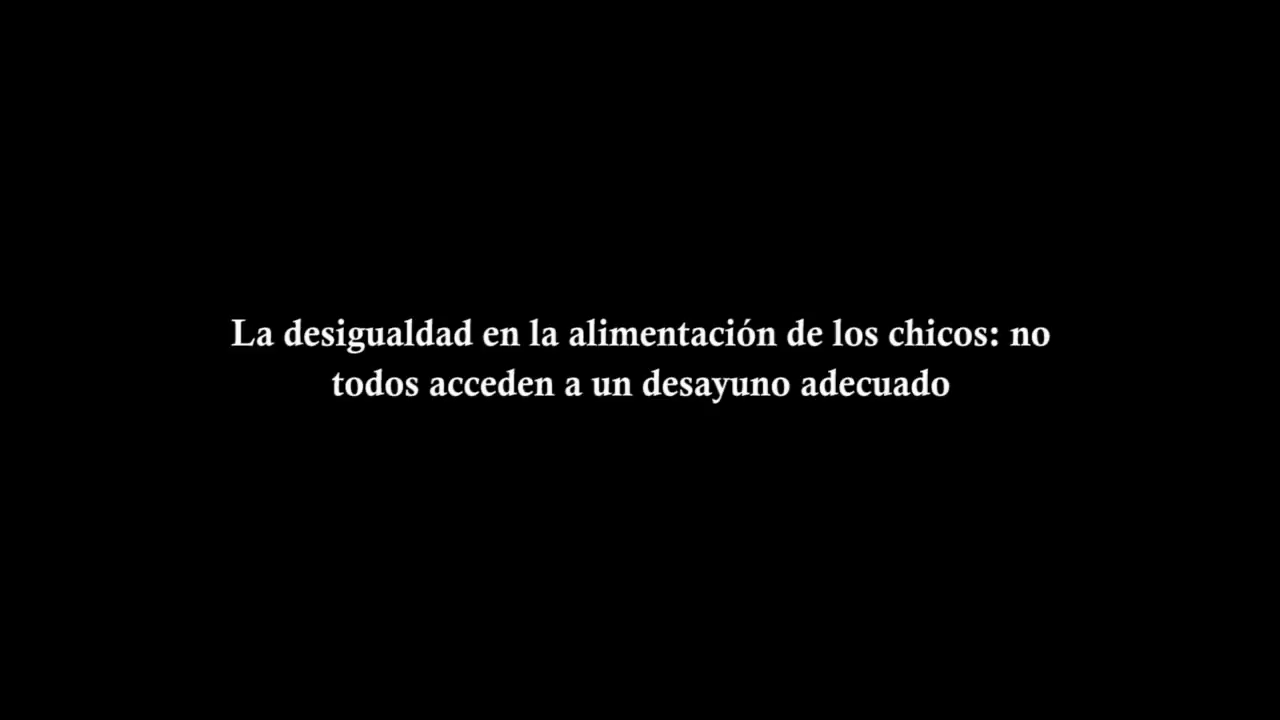 La desigualdad en la alimentación de los chicos: no
todos acceden a un desayuno adecuado